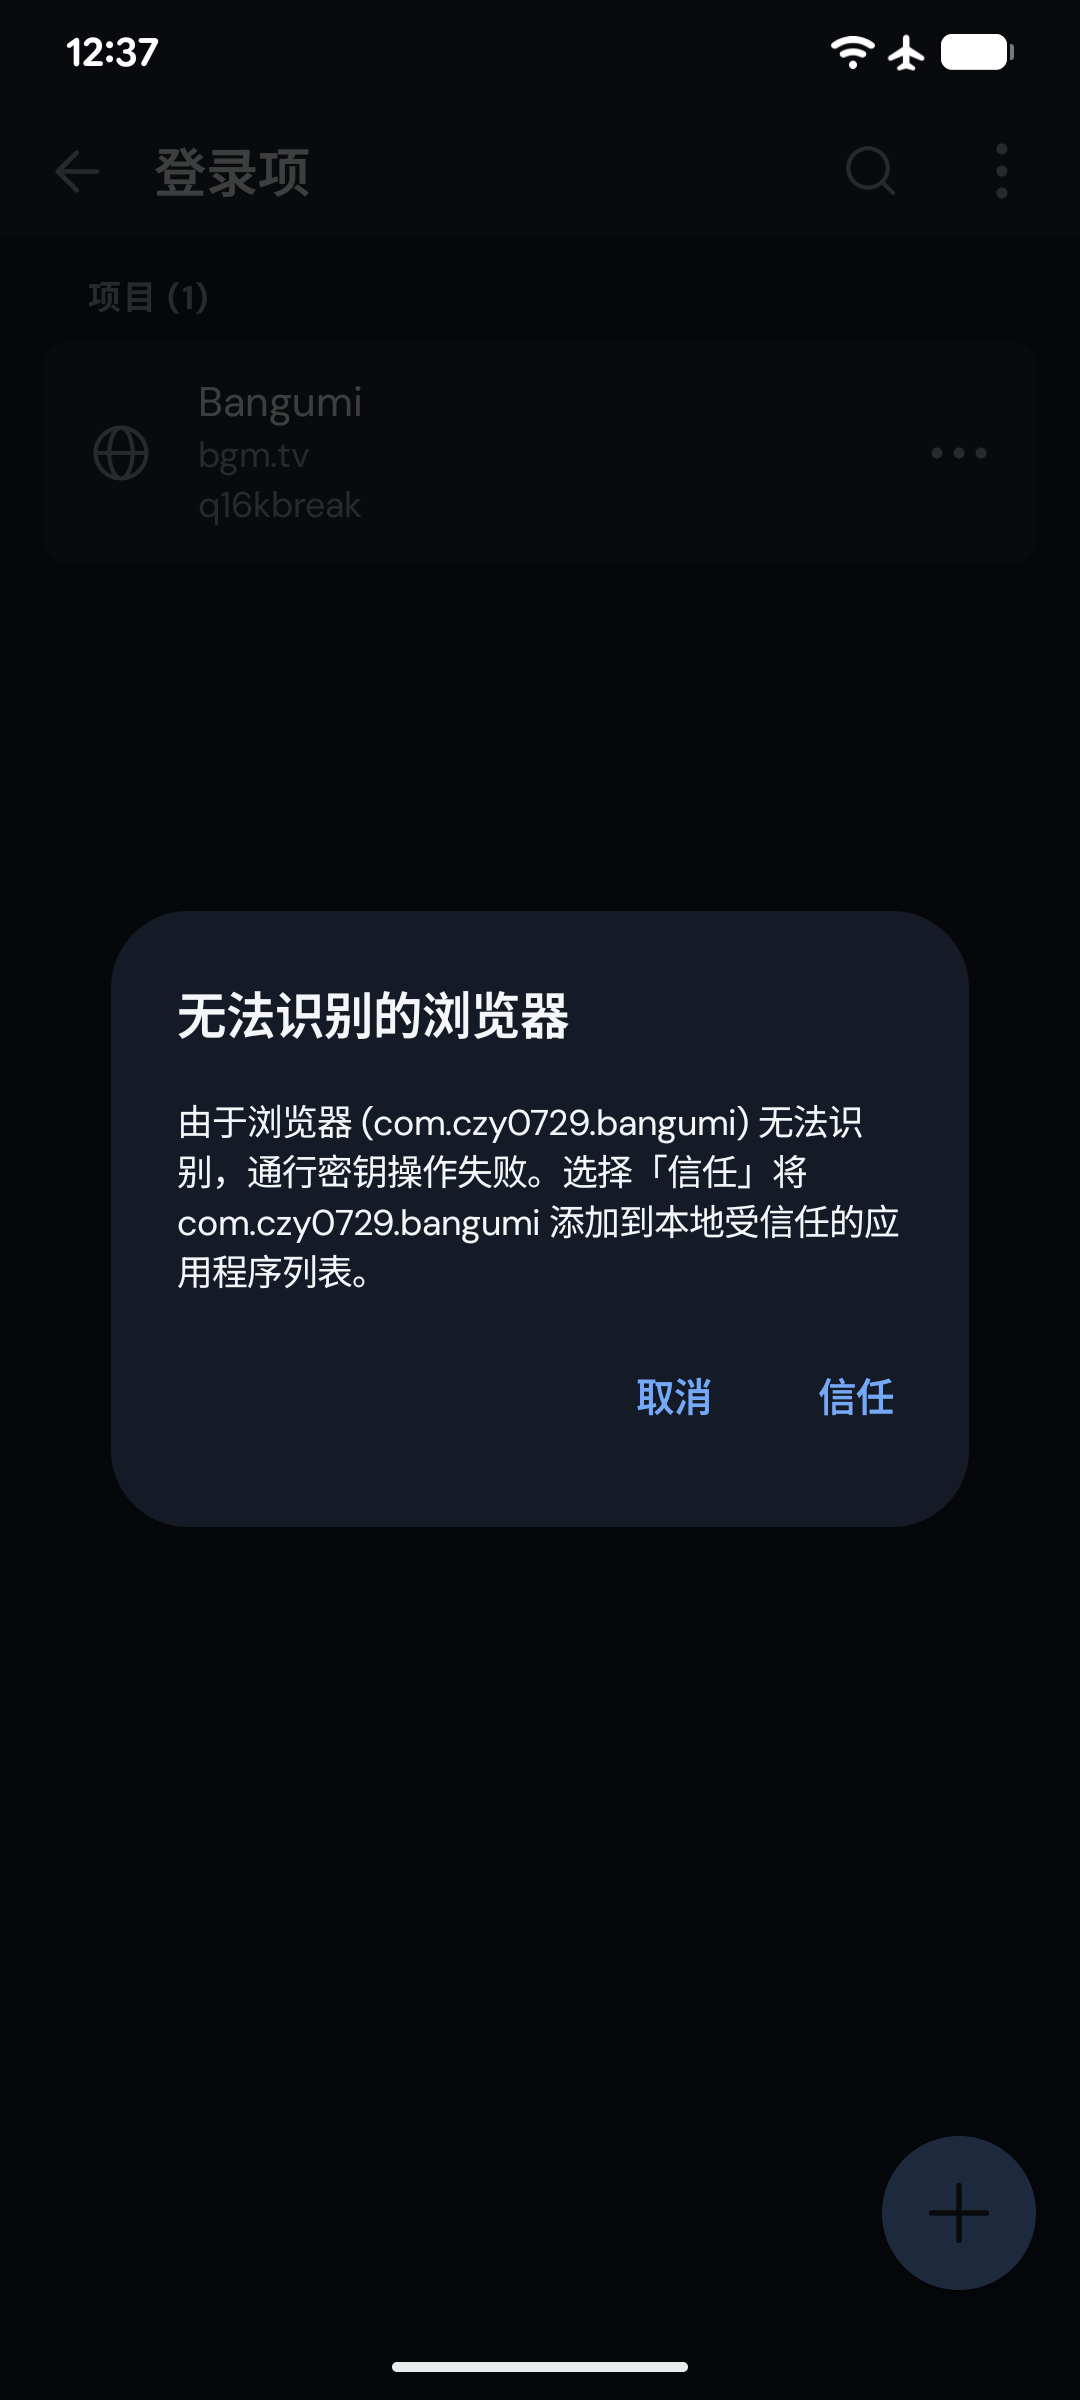 12:37
登录项
项目 (1)
Bangumi
bgm.tv
q16kbreak
无法识别的浏览器
由于浏览器 (com.czy0729.bangumi) 无法识
别，通行密钥操作失败。选择「信任」将
com.czy0729.bangumi 添加到本地受信任的应
用程序列表。
取消
信任